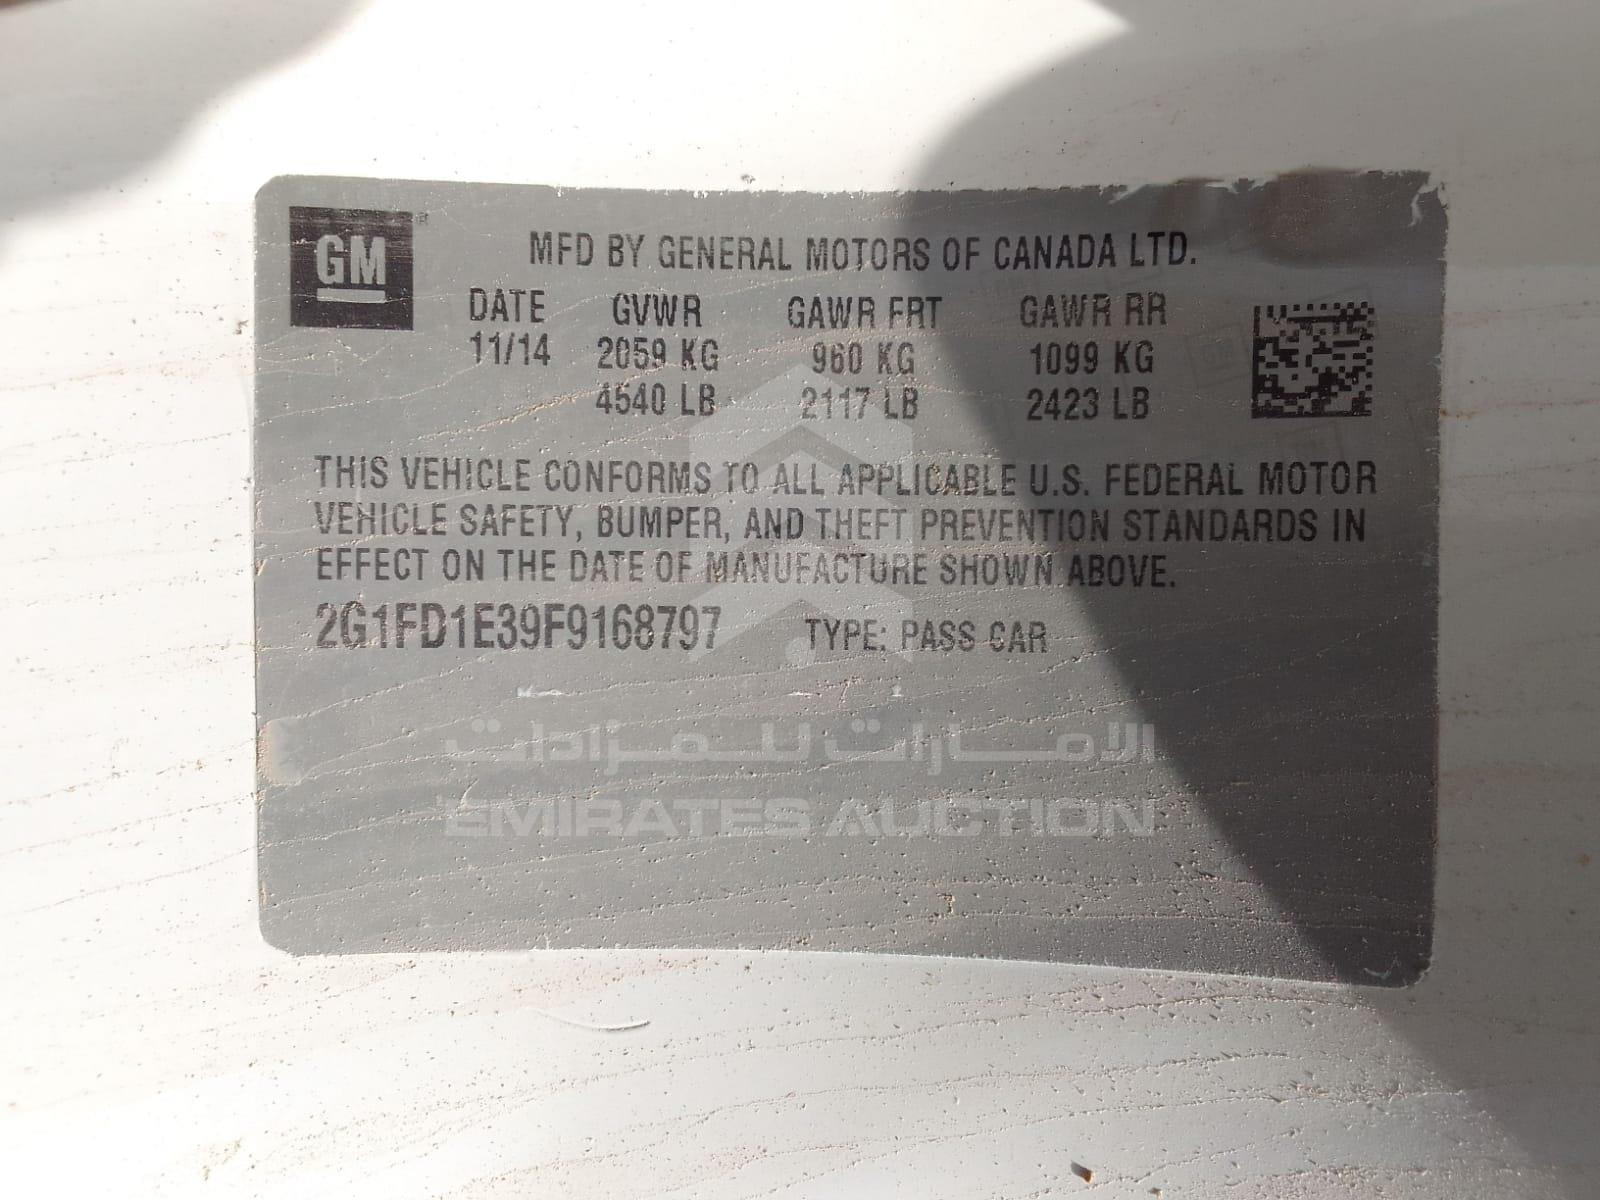 GM
MFD BY GENERAL MOTORS OF CANADA LTD.
DATE GVWR GAWR FRT GAWR RR
11/14 2059 KG 960 KG 1099 KG
4540 LB 2117 LB 2423 LB
THIS VEHICLE CONFORMS TO ALL APPLICABLE U.S. FEDERAL MOTOR
VEHICLE SAFETY, BUMPER, AND THEFT PREVENTION STANDARDS IN
EFFECT ON THE DATE OF MANUFACTURE SHOWN ABOVE.
2G1FD1E39F9168797 TYPE: PASS CAR
الامارات للمزادات
EMIRATES AUCTION